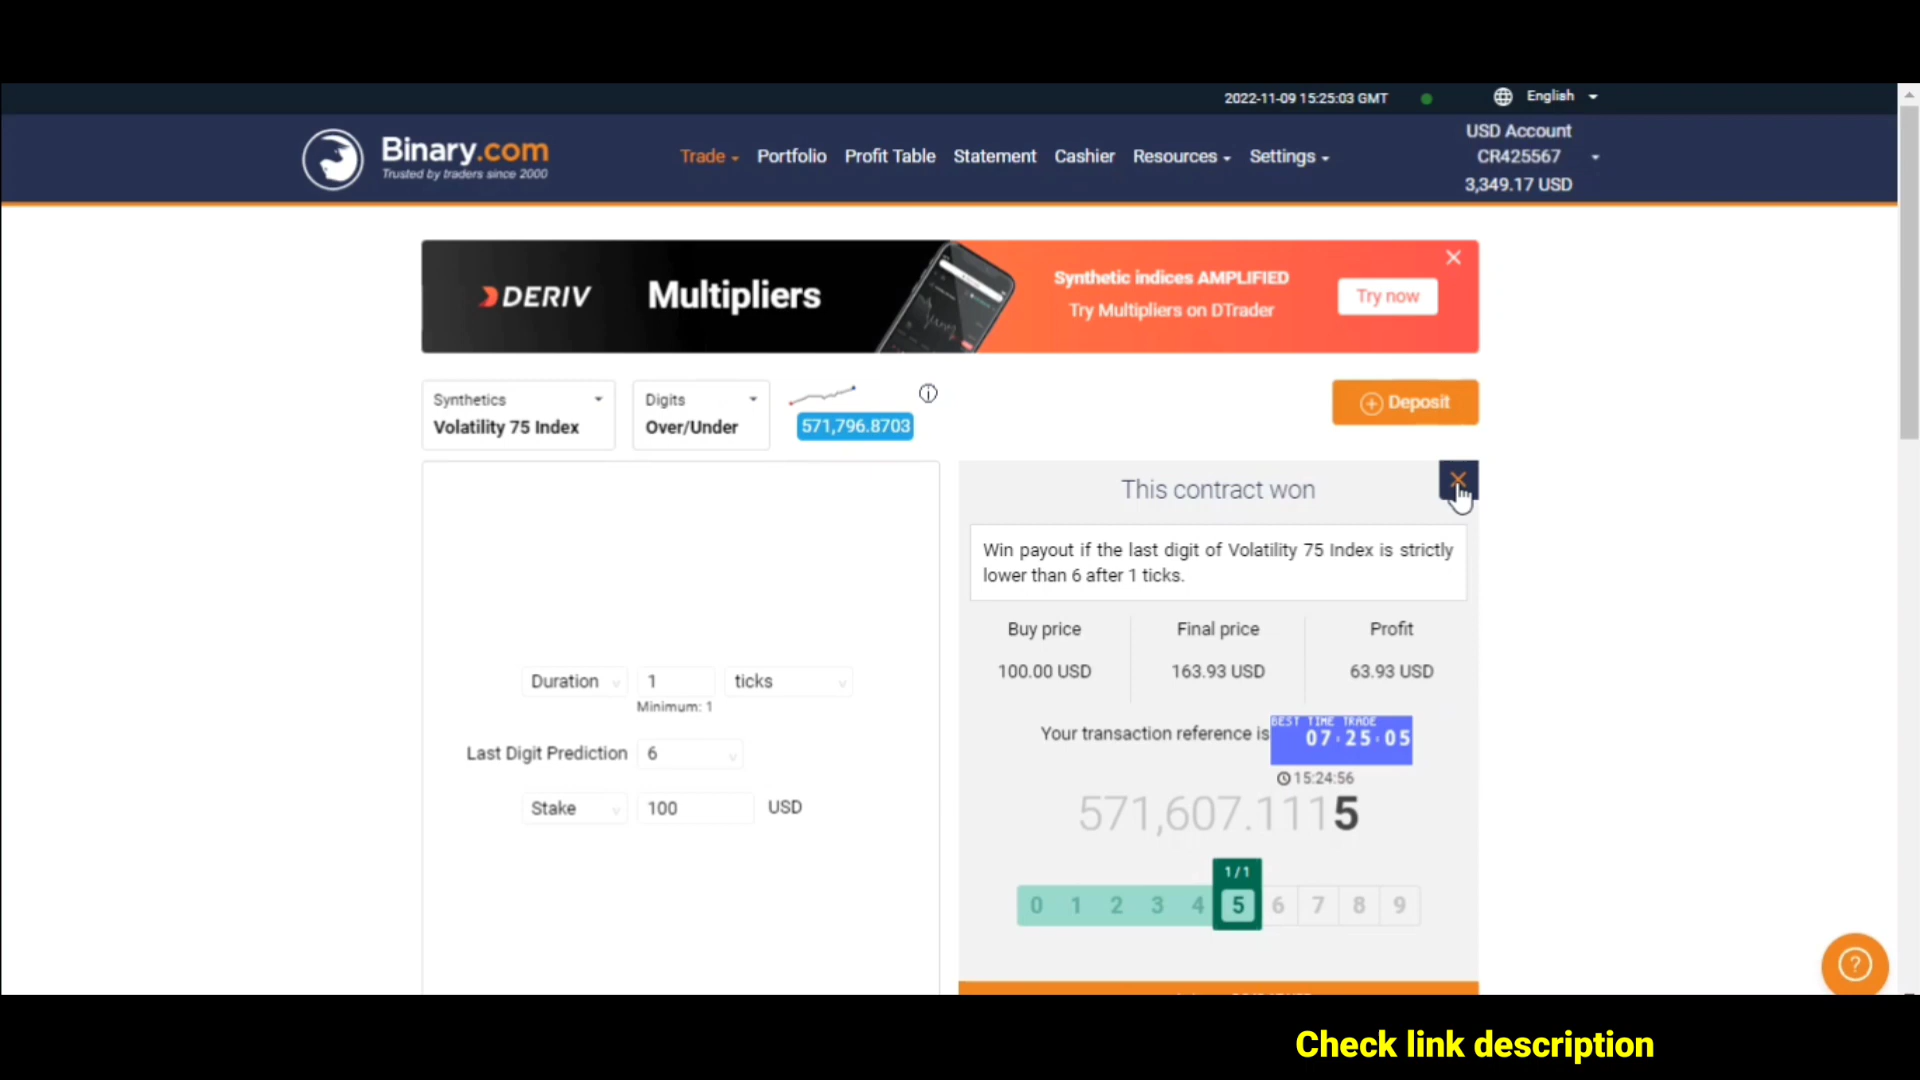 2022-11-09 15:25:03 GMT
English
Binary.com
Trusted by traders since 2000
Trade
Portfolio
Profit Table
Statement
Cashier
Resources
Settings
USD Account
CR425567
3,349.17 USD
DERIV
Multipliers
Synthetic indices AMPLIFIED
Try Multipliers on DTrader
Try now
Synthetics
Volatility 75 Index
Digits
Over/Under
571,796.8703
Deposit
This contract won
Win payout if the last digit of Volatility 75 Index is strictly
lower than 6 after 1 ticks.
Buy price
Final price
Profit
100.00 USD
163.93 USD
63.93 USD
Duration
1
ticks
Minimum: 1
Last Digit Prediction
6
Stake
100
USD
Your transaction reference is
BEST TIME TRADE
07:25:05
15:24:56
571,607.1115
1/1
0 1 2 3 4 5 6 7 8 9
Check link description